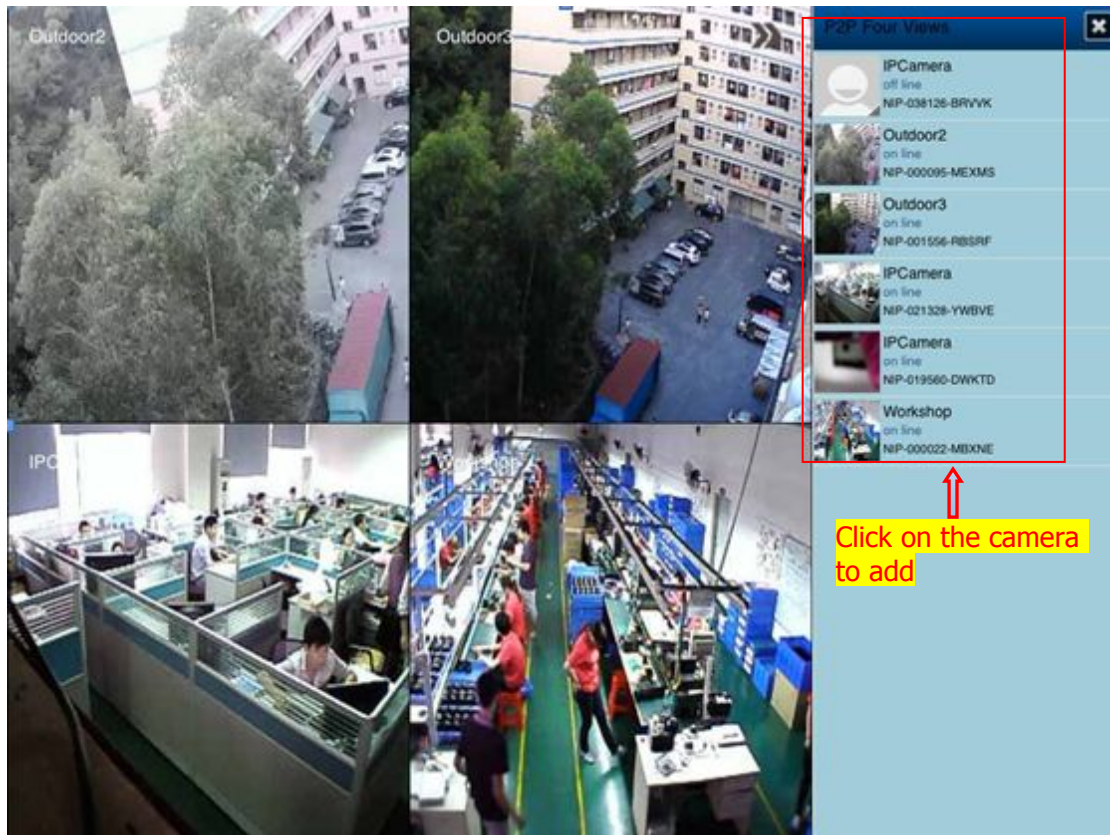 Outdoor2
Outdoor3
P2P Four Views
IPCamera
off line
NIP-038126-BRVVK
Outdoor2
on line
NIP-000095-MEXMS
Outdoor3
on line
NIP-001556-RBSRF
IPCamera
on line
NIP-021328-YWBVE
IPCamera
on line
NIP-019560-DWKTD
Workshop
on line
NIP-000022-MBXNE
Click on the camera
to add